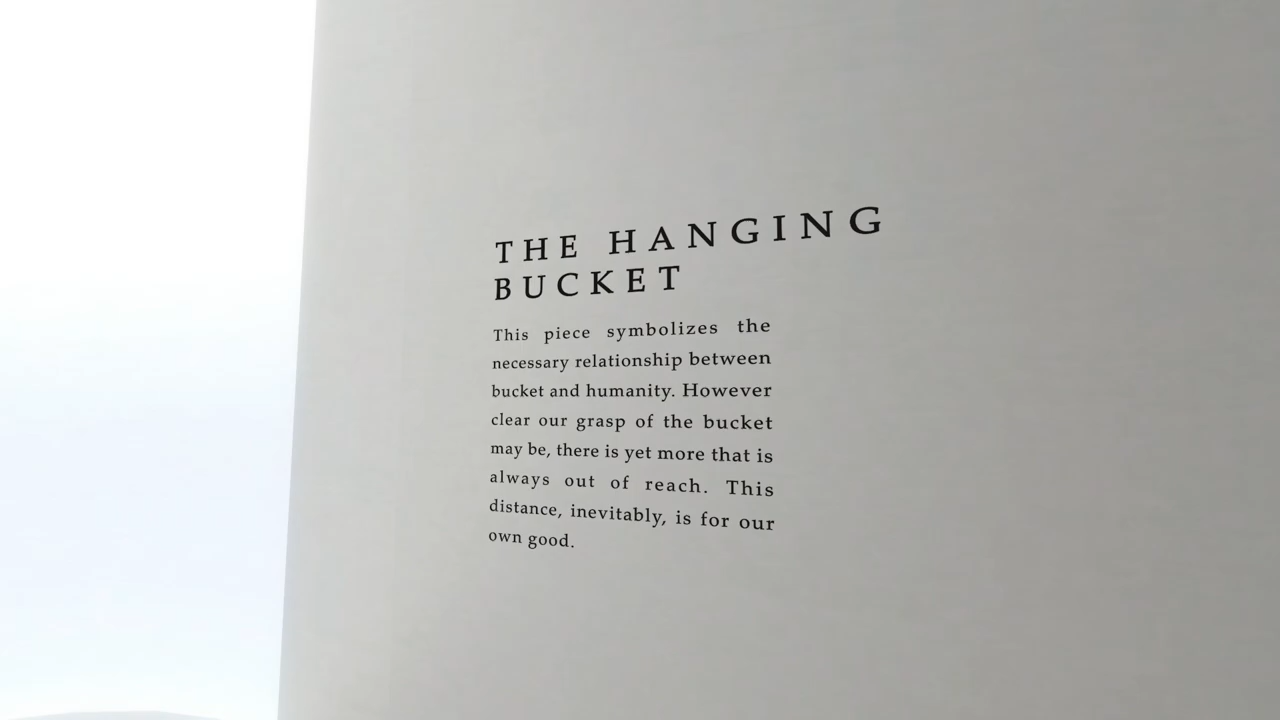 THE HANGING
BUCKET
This piece symbolizes the
necessary relationship between
bucket and humanity. However
clear our grasp of the bucket
may be, there is yet more that is
always out of reach. This
distance, inevitably, is for our
own good.